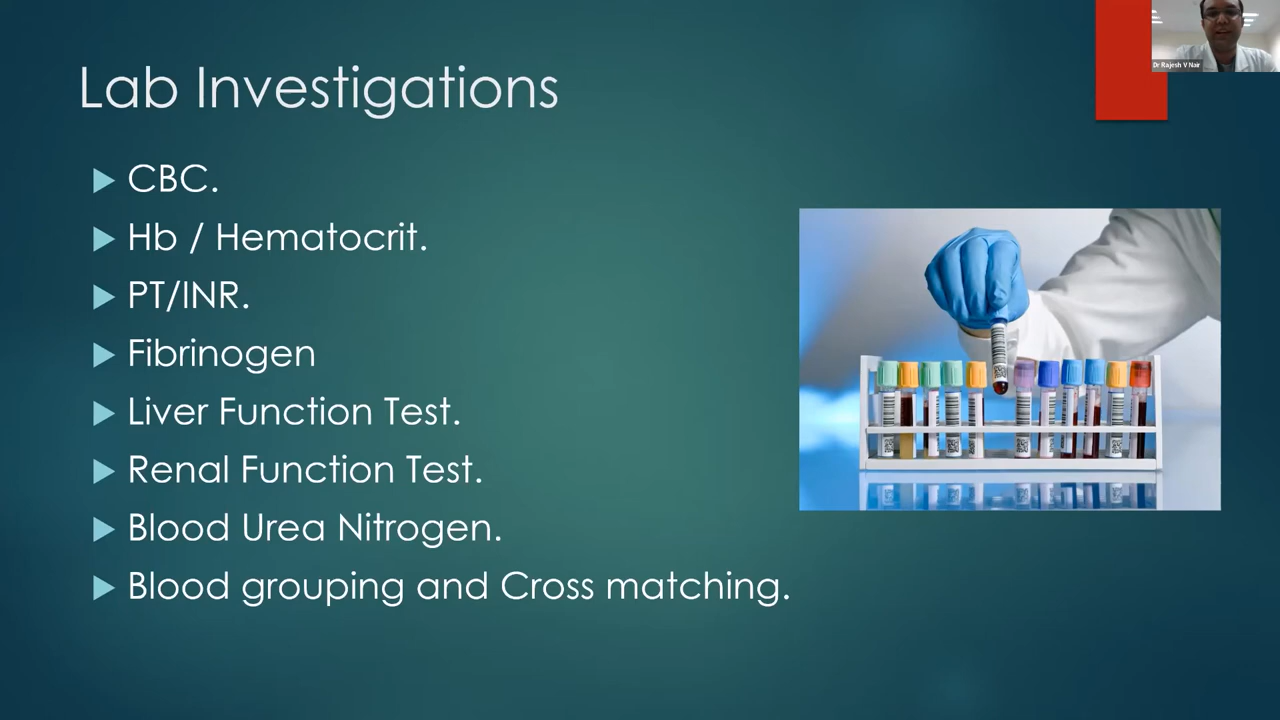 Lab Investigations
Dr Rajesh V Nair
CBC.
Hb / Hematocrit.
PT/INR.
Fibrinogen
Liver Function Test.
Renal Function Test.
Blood Urea Nitrogen.
Blood grouping and Cross matching.